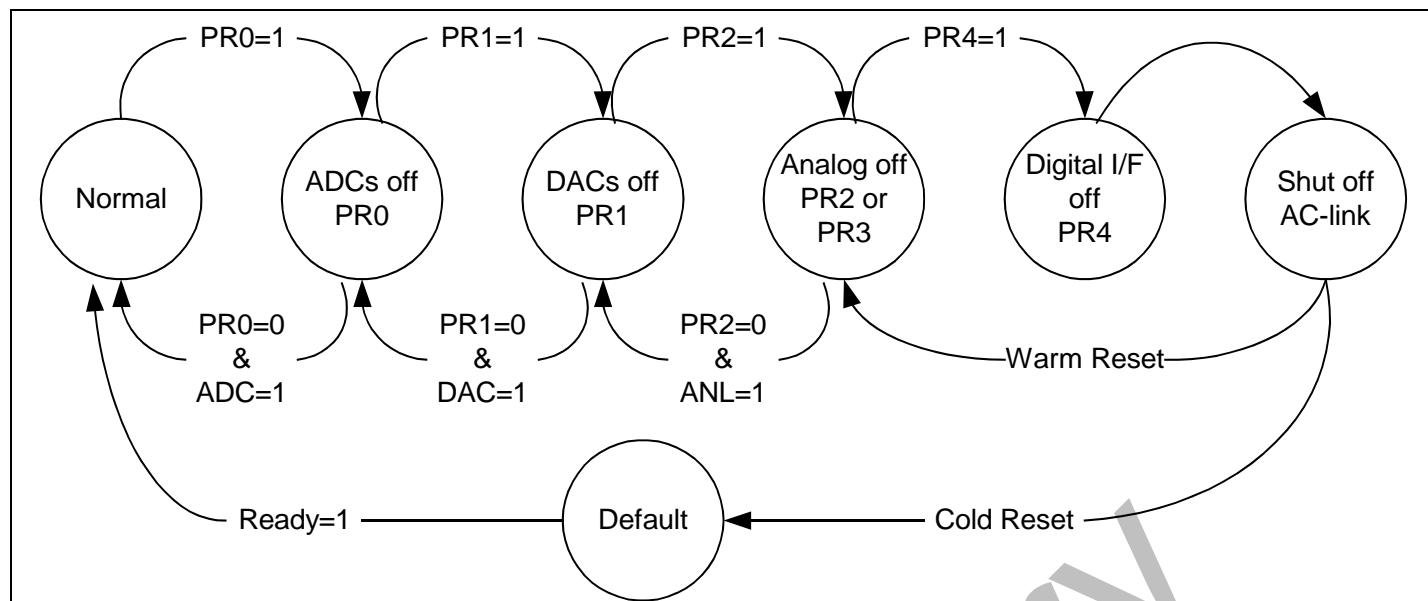 PR0=1
PR1=1
PR2=1
PR4=1
Normal
ADCs off
PR0
DACs off
PR1
Analog off
PR2 or
PR3
Digital I/F
off
PR4
Shut off
AC-link
PR0=0
&
ADC=1
PR1=0
&
DAC=1
PR2=0
&
ANL=1
Warm Reset
Ready=1
Default
Cold Reset